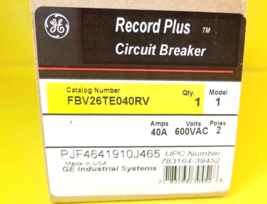 GE
Record Plus ™
Circuit Breaker
Catalog Number Qty. Model
FBV26TE040RV 1 1
Amps Volts Poles
40A 600VAC 2
PJF4641910J465 UPC Number
Made in USA 783164-39452
GE Industrial Systems